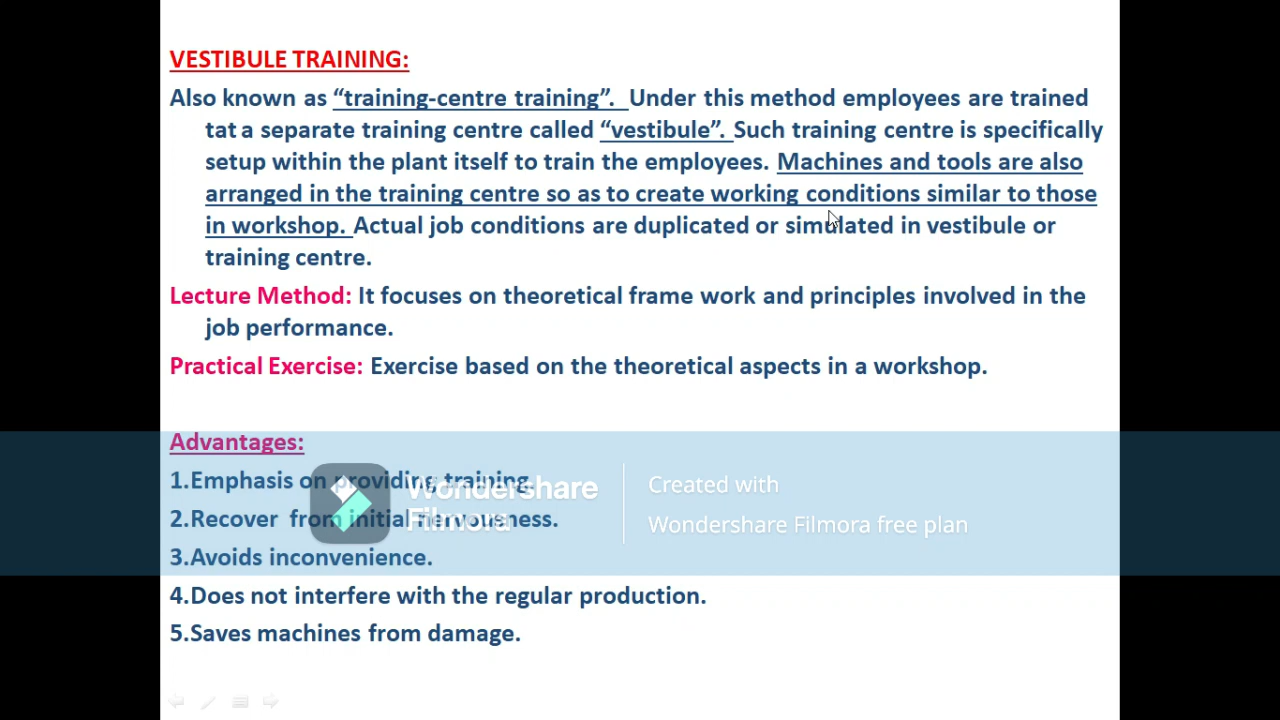 VESTIBULE TRAINING:
Also known as “training-centre training”. Under this method employees are trained
tat a separate training centre called “vestibule”. Such training centre is specifically
setup within the plant itself to train the employees. Machines and tools are also
arranged in the training centre so as to create working conditions similar to those
in workshop. Actual job conditions are duplicated or simulated in vestibule or
training centre.
Lecture Method: It focuses on theoretical frame work and principles involved in the
job performance.
Practical Exercise: Exercise based on the theoretical aspects in a workshop.
Advantages:
1.Emphasis on providing training.
2.Recover from initial nervousness.
3.Avoids inconvenience.
4.Does not interfere with the regular production.
5.Saves machines from damage.
Wondershare
Filmora
Created with
Wondershare Filmora free plan